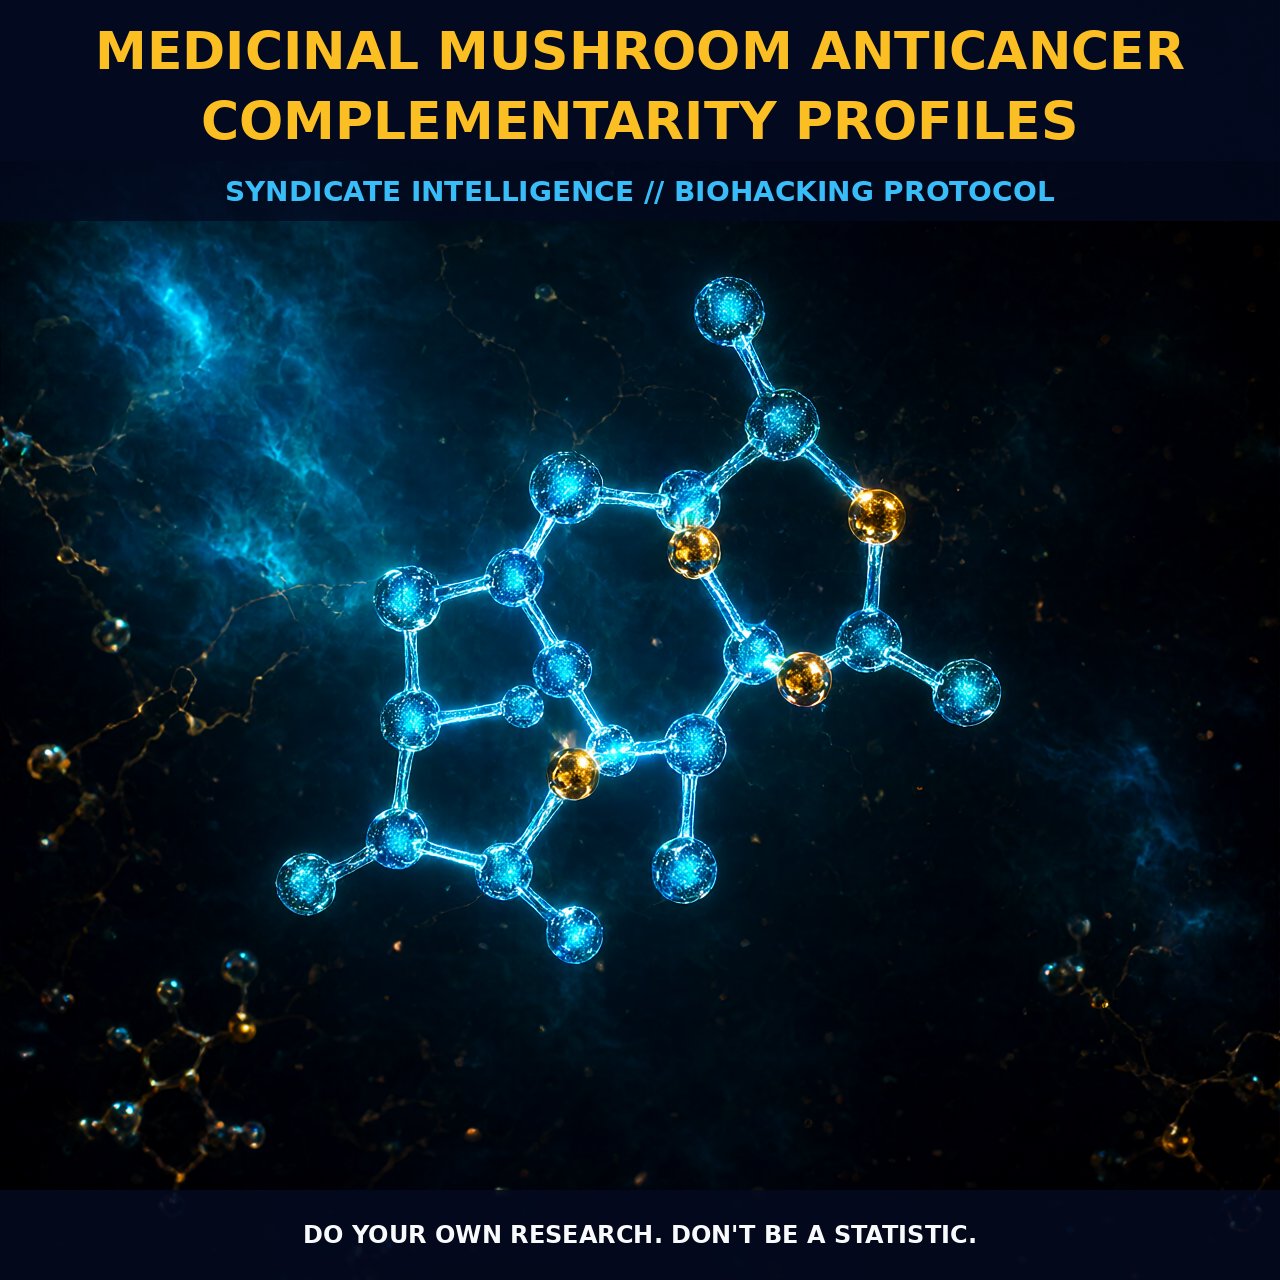 MEDICINAL MUSHROOM ANTICANCER
COMPLEMENTARITY PROFILES
SYNDICATE INTELLIGENCE // BIOHACKING PROTOCOL
DO YOUR OWN RESEARCH. DON'T BE A STATISTIC.